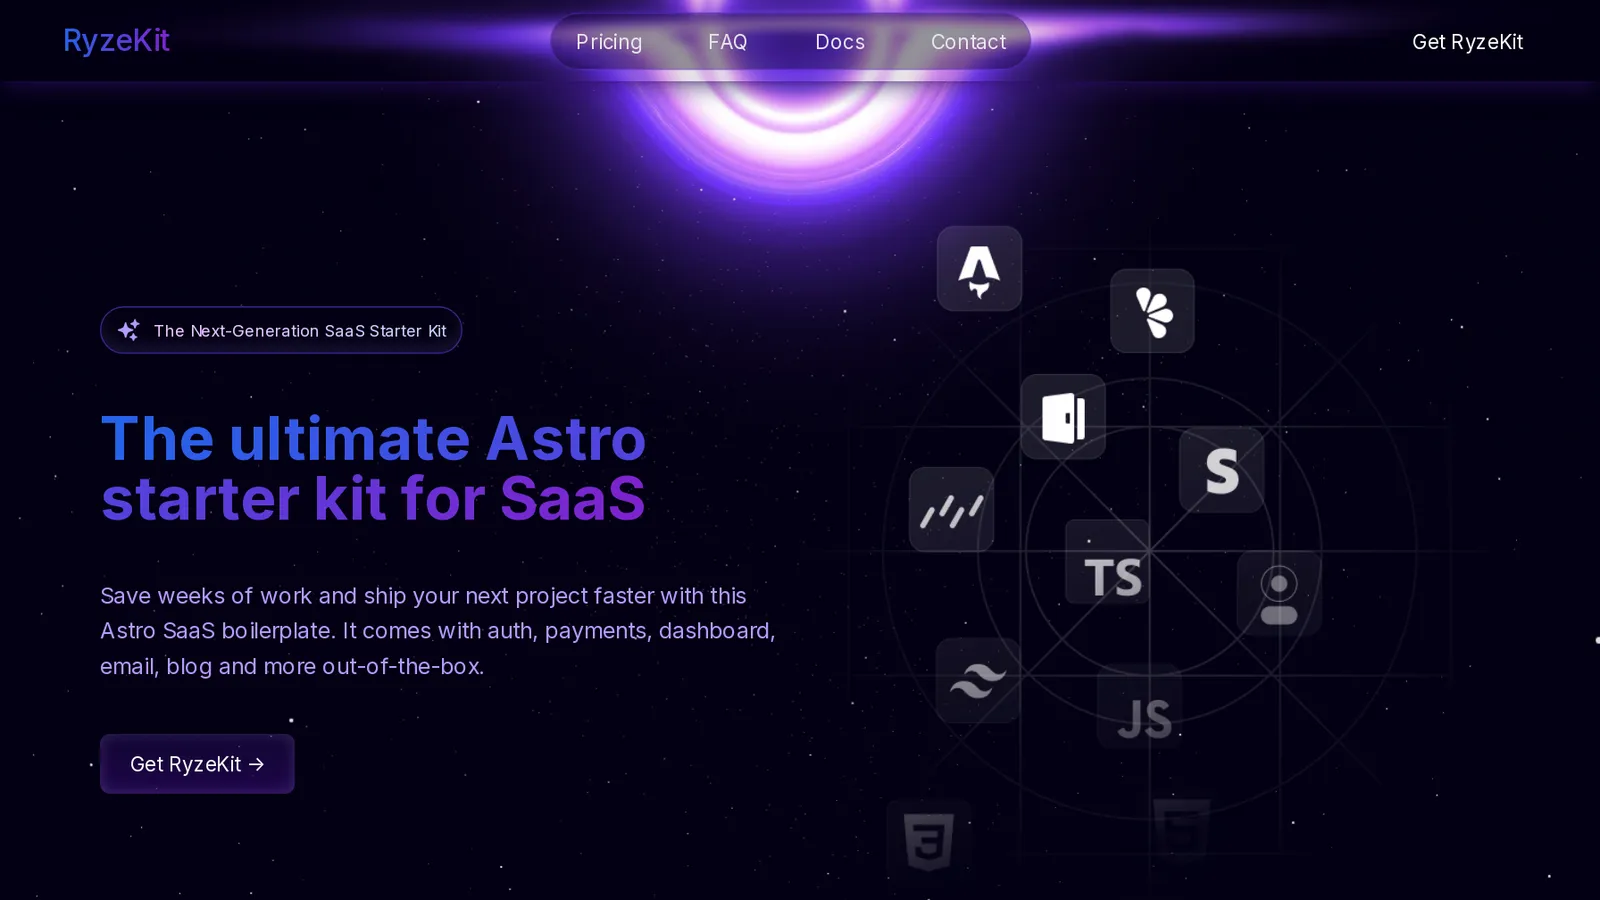 RyzeKit
Pricing
FAQ
Docs
Contact
Get RyzeKit
The Next-Generation SaaS Starter Kit
The ultimate Astro
starter kit for SaaS
Save weeks of work and ship your next project faster with this
Astro SaaS boilerplate. It comes with auth, payments, dashboard,
email, blog and more out-of-the-box.
Get RyzeKit →
S
TS
JS
3
5